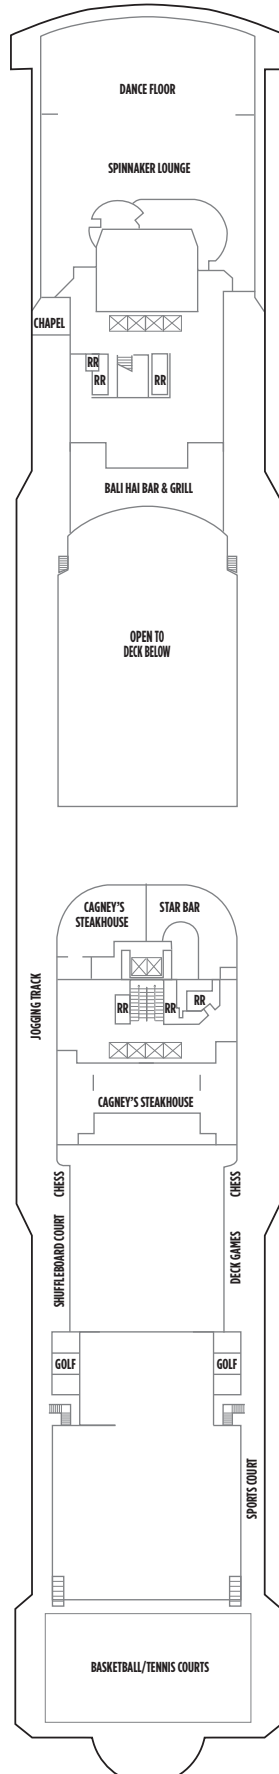 DANCE FLOOR
SPINNAKER LOUNGE
CHAPEL
RR
RR
RR
BALI HAI BAR & GRILL
OPEN TO
DECK BELOW
CAGNEY'S
STEAKHOUSE
STAR BAR
JOGGING TRACK
RR
RR
RR
CAGNEY'S STEAKHOUSE
CHESS
CHESS
SHUFFLEBOARD COURT
DECK GAMES
GOLF
GOLF
SPORTS COURT
BASKETBALL/TENNIS COURTS